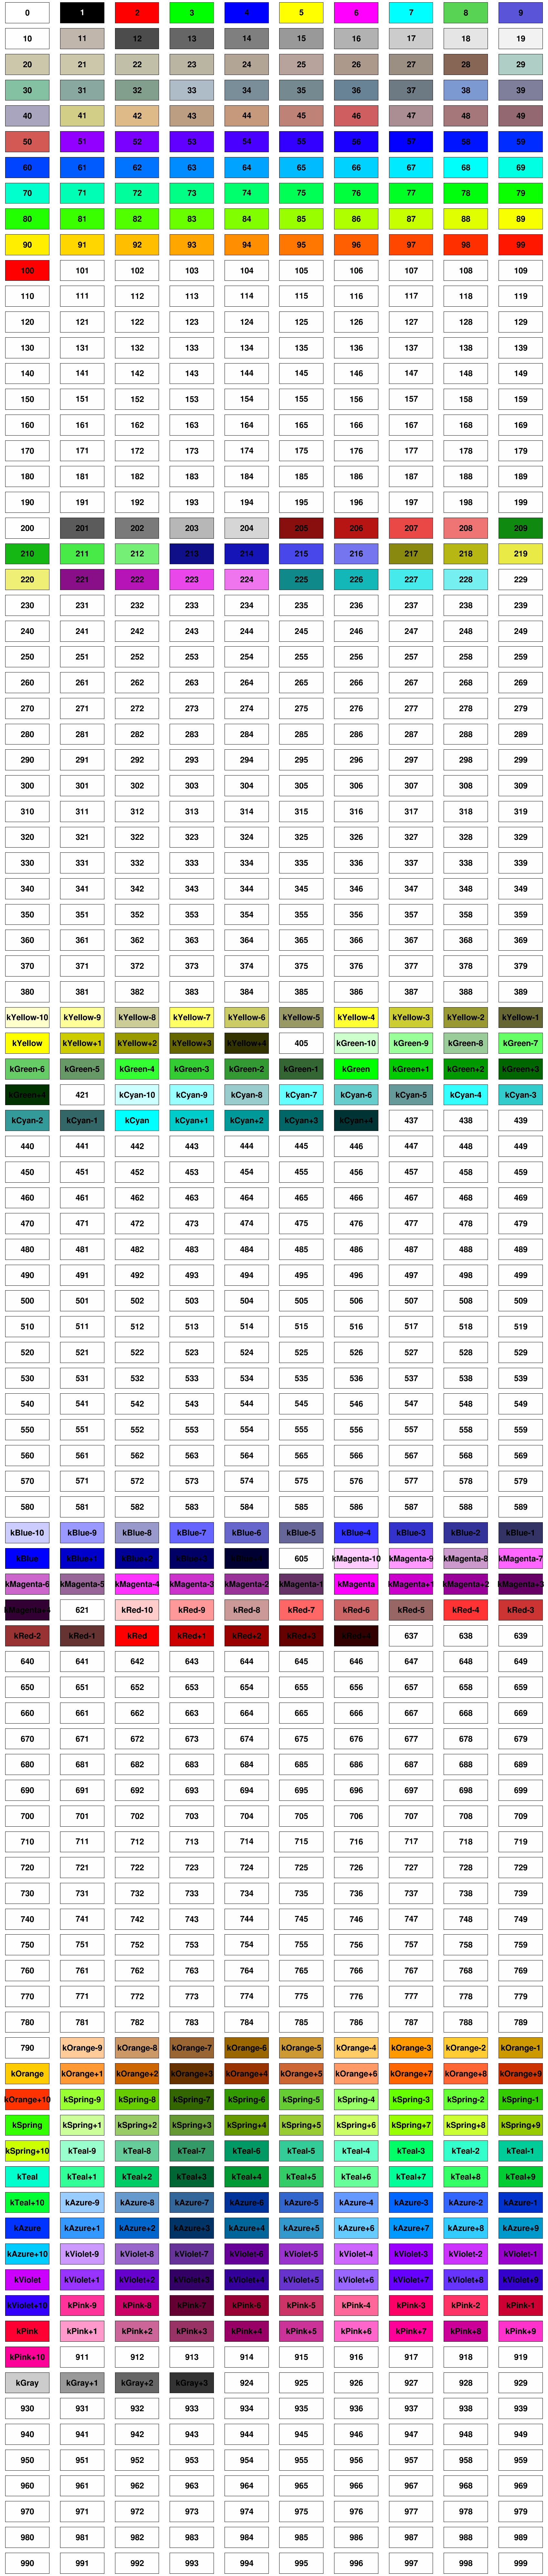 0 1 2 3 4 5 6 7 8 9
10 11 12 13 14 15 16 17 18 19
20 21 22 23 24 25 26 27 28 29
30 31 32 33 34 35 36 37 38 39
40 41 42 43 44 45 46 47 48 49
50 51 52 53 54 55 56 57 58 59
60 61 62 63 64 65 66 67 68 69
70 71 72 73 74 75 76 77 78 79
80 81 82 83 84 85 86 87 88 89
90 91 92 93 94 95 96 97 98 99
100 101 102 103 104 105 106 107 108 109
110 111 112 113 114 115 116 117 118 119
120 121 122 123 124 125 126 127 128 129
130 131 132 133 134 135 136 137 138 139
140 141 142 143 144 145 146 147 148 149
150 151 152 153 154 155 156 157 158 159
160 161 162 163 164 165 166 167 168 169
170 171 172 173 174 175 176 177 178 179
180 181 182 183 184 185 186 187 188 189
190 191 192 193 194 195 196 197 198 199
200 201 202 203 204 205 206 207 208 209
210 211 212 213 214 215 216 217 218 219
220 221 222 223 224 225 226 227 228 229
230 231 232 233 234 235 236 237 238 239
240 241 242 243 244 245 246 247 248 249
250 251 252 253 254 255 256 257 258 259
260 261 262 263 264 265 266 267 268 269
270 271 272 273 274 275 276 277 278 279
280 281 282 283 284 285 286 287 288 289
290 291 292 293 294 295 296 297 298 299
300 301 302 303 304 305 306 307 308 309
310 311 312 313 314 315 316 317 318 319
320 321 322 323 324 325 326 327 328 329
330 331 332 333 334 335 336 337 338 339
340 341 342 343 344 345 346 347 348 349
350 351 352 353 354 355 356 357 358 359
360 361 362 363 364 365 366 367 368 369
370 371 372 373 374 375 376 377 378 379
380 381 382 383 384 385 386 387 388 389
kYellow-10 kYellow-9 kYellow-8 kYellow-7 kYellow-6 kYellow-5 kYellow-4 kYellow-3 kYellow-2 kYellow-1
kYellow kYellow+1 kYellow+2 kYellow+3 kYellow+4 405 kGreen-10 kGreen-9 kGreen-8 kGreen-7
kGreen-6 kGreen-5 kGreen-4 kGreen-3 kGreen-2 kGreen-1 kGreen kGreen+1 kGreen+2 kGreen+3
kGreen+4 421 kCyan-10 kCyan-9 kCyan-8 kCyan-7 kCyan-6 kCyan-5 kCyan-4 kCyan-3
kCyan-2 kCyan-1 kCyan kCyan+1 kCyan+2 kCyan+3 kCyan+4 437 438 439
440 441 442 443 444 445 446 447 448 449
450 451 452 453 454 455 456 457 458 459
460 461 462 463 464 465 466 467 468 469
470 471 472 473 474 475 476 477 478 479
480 481 482 483 484 485 486 487 488 489
490 491 492 493 494 495 496 497 498 499
500 501 502 503 504 505 506 507 508 509
510 511 512 513 514 515 516 517 518 519
520 521 522 523 524 525 526 527 528 529
530 531 532 533 534 535 536 537 538 539
540 541 542 543 544 545 546 547 548 549
550 551 552 553 554 555 556 557 558 559
560 561 562 563 564 565 566 567 568 569
570 571 572 573 574 575 576 577 578 579
580 581 582 583 584 585 586 587 588 589
kBlue-10 kBlue-9 kBlue-8 kBlue-7 kBlue-6 kBlue-5 kBlue-4 kBlue-3 kBlue-2 kBlue-1
kBlue kBlue+1 kBlue+2 kBlue+3 kBlue+4 605 kMagenta-10 kMagenta-9 kMagenta-8 kMagenta-7
kMagenta-6 kMagenta-5 kMagenta-4 kMagenta-3 kMagenta-2 kMagenta-1 kMagenta kMagenta+1 kMagenta+2 kMagenta+3
kMagenta+4 621 kRed-10 kRed-9 kRed-8 kRed-7 kRed-6 kRed-5 kRed-4 kRed-3
kRed-2 kRed-1 kRed kRed+1 kRed+2 kRed+3 kRed+4 637 638 639
640 641 642 643 644 645 646 647 648 649
650 651 652 653 654 655 656 657 658 659
660 661 662 663 664 665 666 667 668 669
670 671 672 673 674 675 676 677 678 679
680 681 682 683 684 685 686 687 688 689
690 691 692 693 694 695 696 697 698 699
700 701 702 703 704 705 706 707 708 709
710 711 712 713 714 715 716 717 718 719
720 721 722 723 724 725 726 727 728 729
730 731 732 733 734 735 736 737 738 739
740 741 742 743 744 745 746 747 748 749
750 751 752 753 754 755 756 757 758 759
760 761 762 763 764 765 766 767 768 769
770 771 772 773 774 775 776 777 778 779
780 781 782 783 784 785 786 787 788 789
790 kOrange-9 kOrange-8 kOrange-7 kOrange-6 kOrange-5 kOrange-4 kOrange-3 kOrange-2 kOrange-1
kOrange kOrange+1 kOrange+2 kOrange+3 kOrange+4 kOrange+5 kOrange+6 kOrange+7 kOrange+8 kOrange+9
kOrange+10 kSpring-9 kSpring-8 kSpring-7 kSpring-6 kSpring-5 kSpring-4 kSpring-3 kSpring-2 kSpring-1
kSpring kSpring+1 kSpring+2 kSpring+3 kSpring+4 kSpring+5 kSpring+6 kSpring+7 kSpring+8 kSpring+9
kSpring+10 kTeal-9 kTeal-8 kTeal-7 kTeal-6 kTeal-5 kTeal-4 kTeal-3 kTeal-2 kTeal-1
kTeal kTeal+1 kTeal+2 kTeal+3 kTeal+4 kTeal+5 kTeal+6 kTeal+7 kTeal+8 kTeal+9
kTeal+10 kAzure-9 kAzure-8 kAzure-7 kAzure-6 kAzure-5 kAzure-4 kAzure-3 kAzure-2 kAzure-1
kAzure kAzure+1 kAzure+2 kAzure+3 kAzure+4 kAzure+5 kAzure+6 kAzure+7 kAzure+8 kAzure+9
kAzure+10 kViolet-9 kViolet-8 kViolet-7 kViolet-6 kViolet-5 kViolet-4 kViolet-3 kViolet-2 kViolet-1
kViolet kViolet+1 kViolet+2 kViolet+3 kViolet+4 kViolet+5 kViolet+6 kViolet+7 kViolet+8 kViolet+9
kViolet+10 kPink-9 kPink-8 kPink-7 kPink-6 kPink-5 kPink-4 kPink-3 kPink-2 kPink-1
kPink kPink+1 kPink+2 kPink+3 kPink+4 kPink+5 kPink+6 kPink+7 kPink+8 kPink+9
kPink+10 911 912 913 914 915 916 917 918 919
kGray kGray+1 kGray+2 kGray+3 924 925 926 927 928 929
930 931 932 933 934 935 936 937 938 939
940 941 942 943 944 945 946 947 948 949
950 951 952 953 954 955 956 957 958 959
960 961 962 963 964 965 966 967 968 969
970 971 972 973 974 975 976 977 978 979
980 981 982 983 984 985 986 987 988 989
990 991 992 993 994 995 996 997 998 999